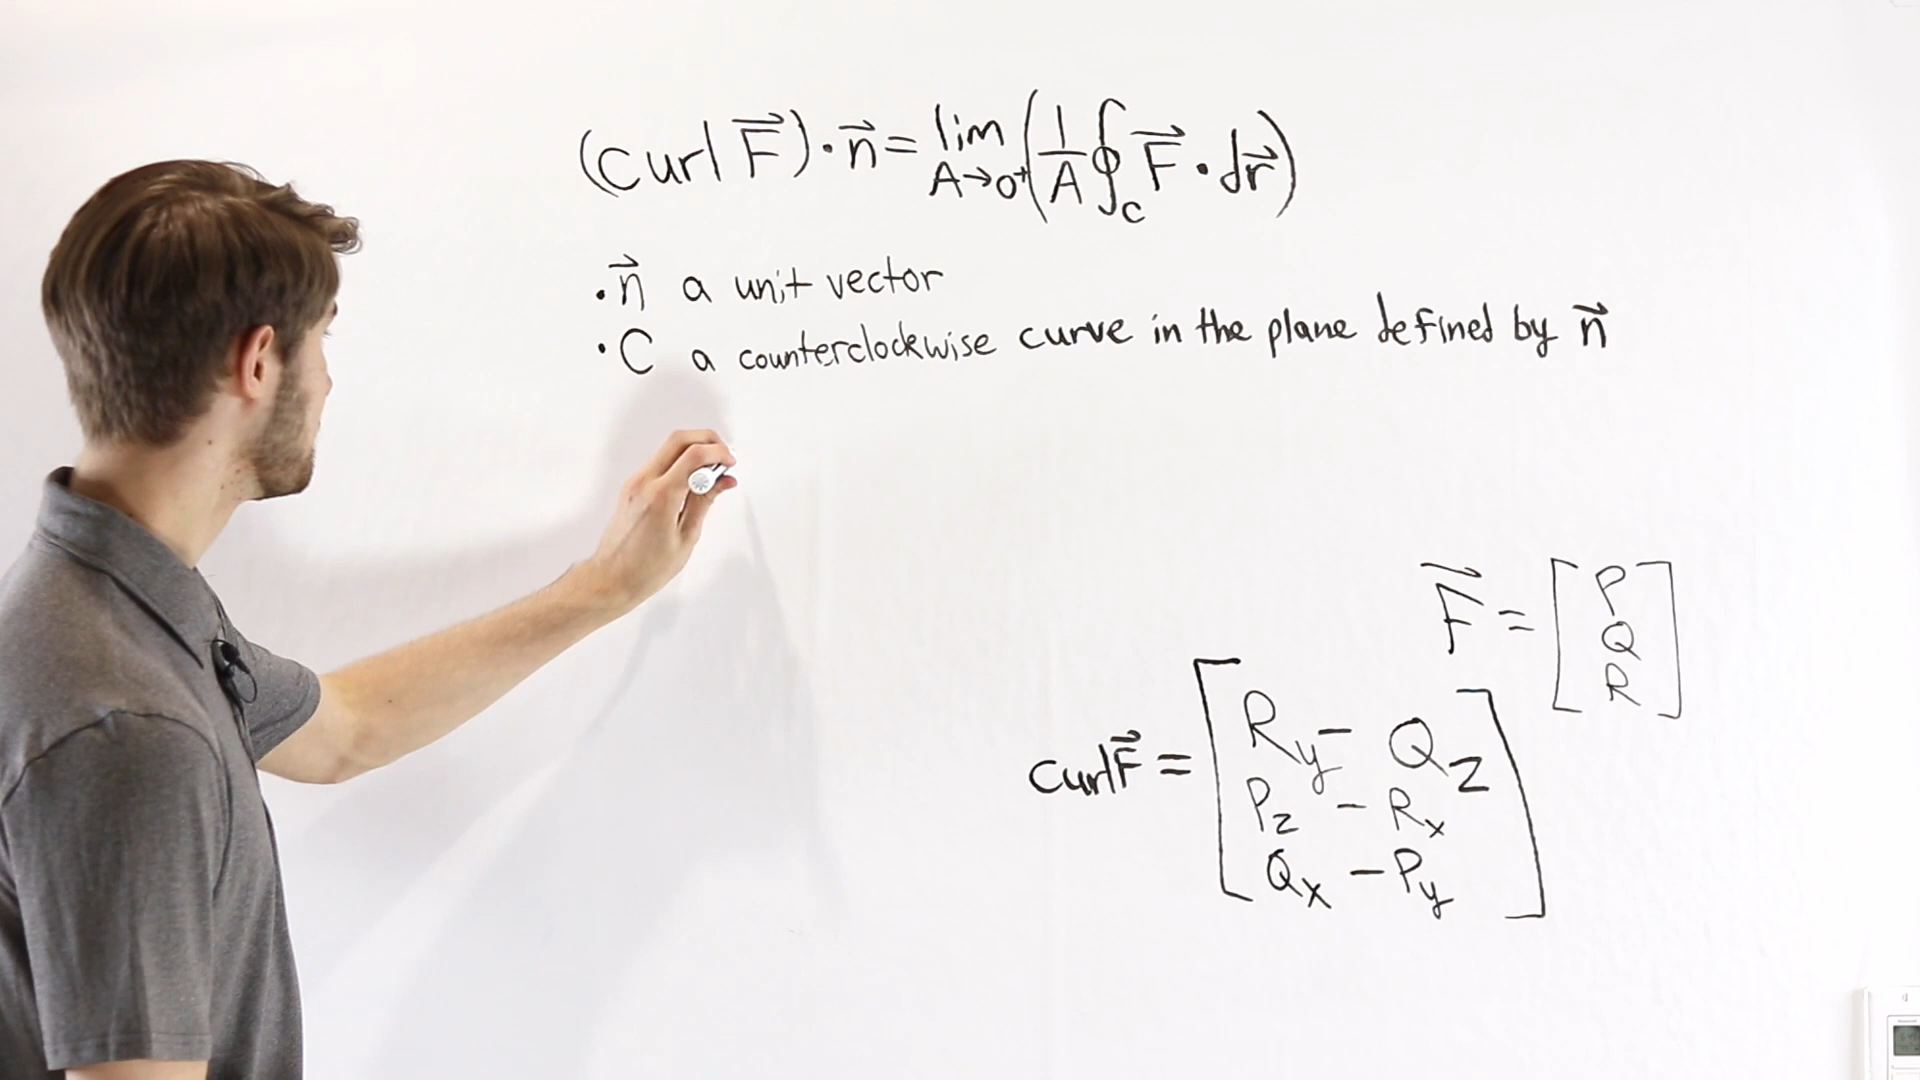 (curl F⃗)·n⃗ = lim A→0⁺ (1/A ∮_C F⃗·dr⃗)
·n⃗ a unit vector
·C a counterclockwise curve in the plane defined by n⃗
F⃗ = [P
Q
R]
curl F⃗ = [R_y - Q_z
P_z - R_x
Q_x - P_y]